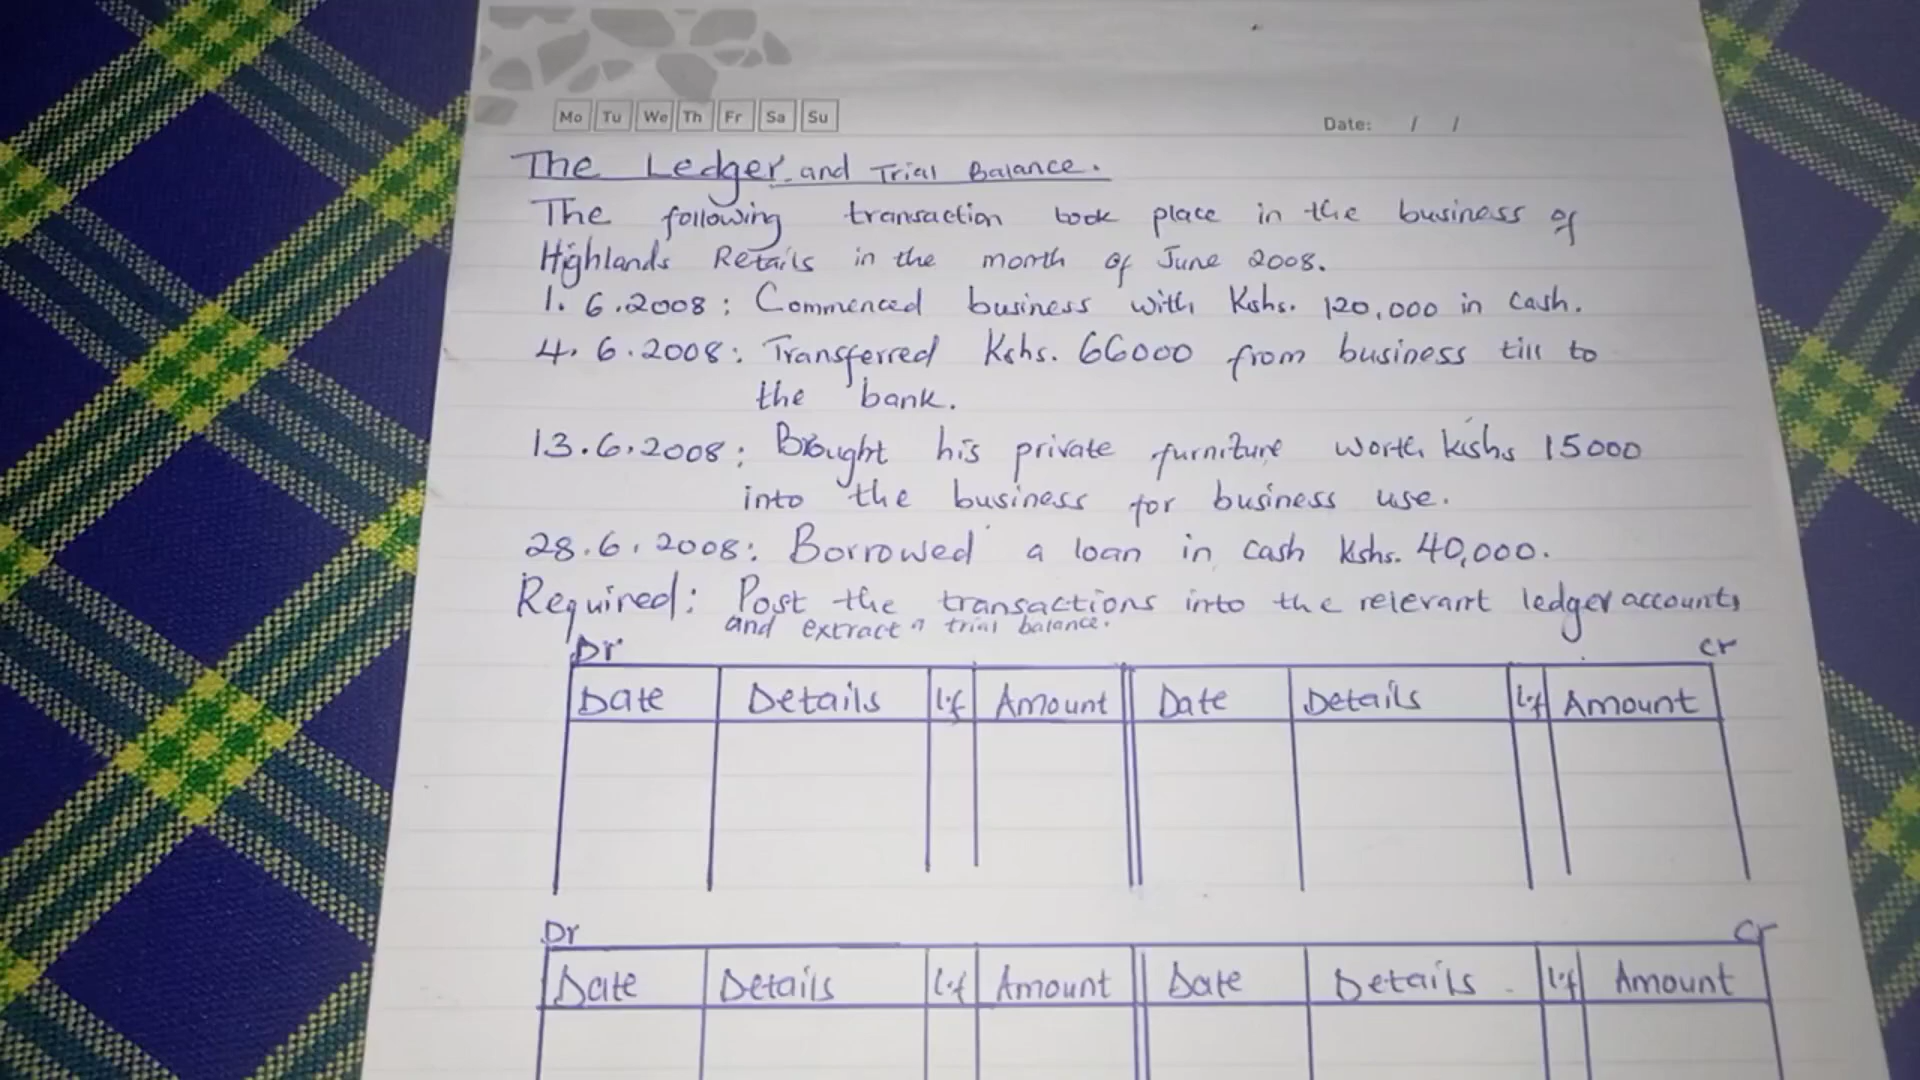 Mo Tu We Th Fr Sa Su
Date: / /
The Ledger and Trial Balance.
The following transaction took place in the business of
Highlands Retails in the month of June 2008.
1. 6.2008: Commenced business with Kshs. 120,000 in cash.
4. 6. 2008: Transferred Kshs. 66000 from business till to
the bank.
13.6.2008: Brought his private furniture worth kshs 15000
into the business for business use.
28.6.2008: Borrowed a loan in cash kshs. 40,000.
Required: Post the transactions into the relevant ledger accounts
and extract a trial balance.
Dr cr
Date Details l.f Amount Date Details l.f Amount
Dr Cr
Date Details l.f Amount Date Details l.f Amount